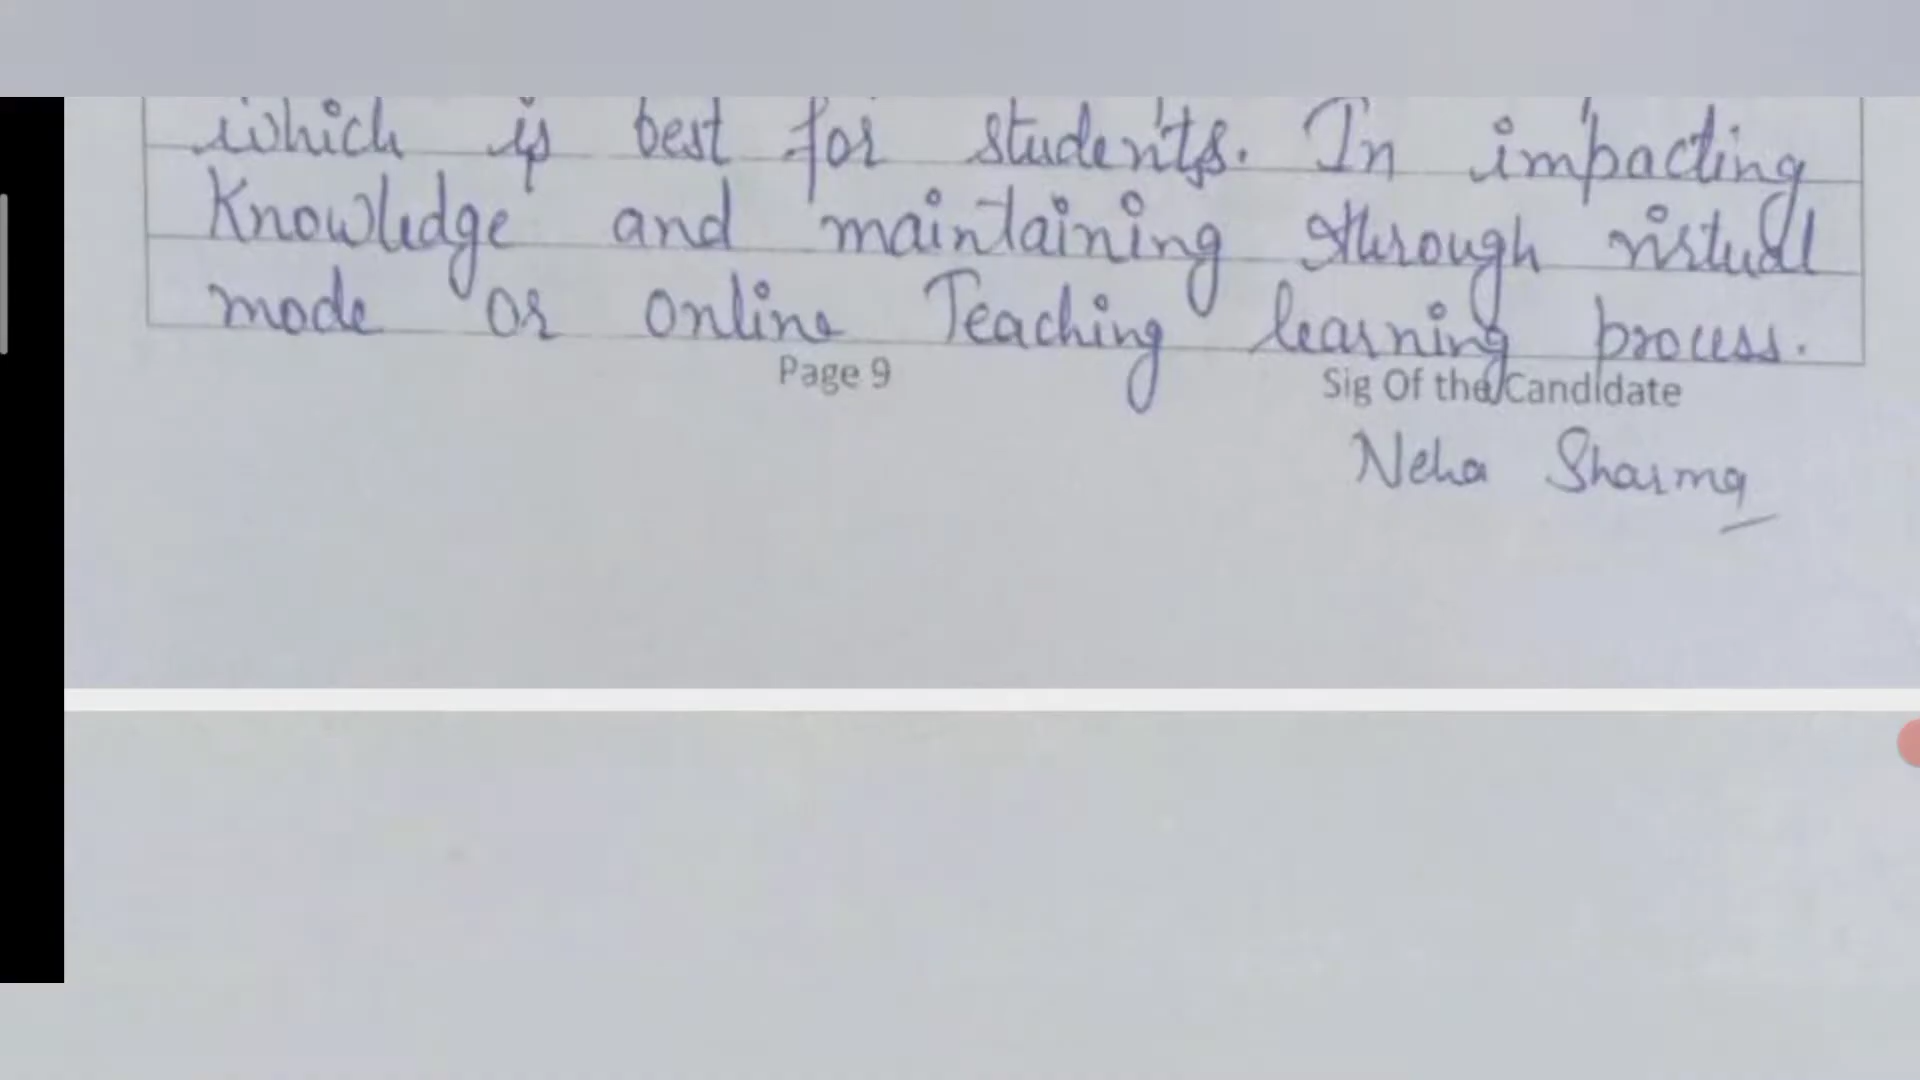 which is best for students. In impacting
Knowledge and maintaining through virtual
mode or online Teaching learning process.
Page 9
Sig Of the Candidate
Neha Sharma